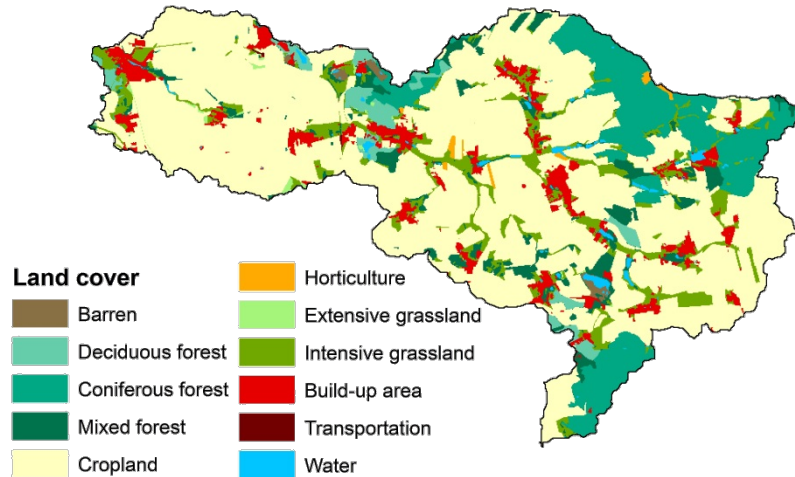 Land cover
Barren
Deciduous forest
Coniferous forest
Mixed forest
Cropland
Horticulture
Extensive grassland
Intensive grassland
Build-up area
Transportation
Water